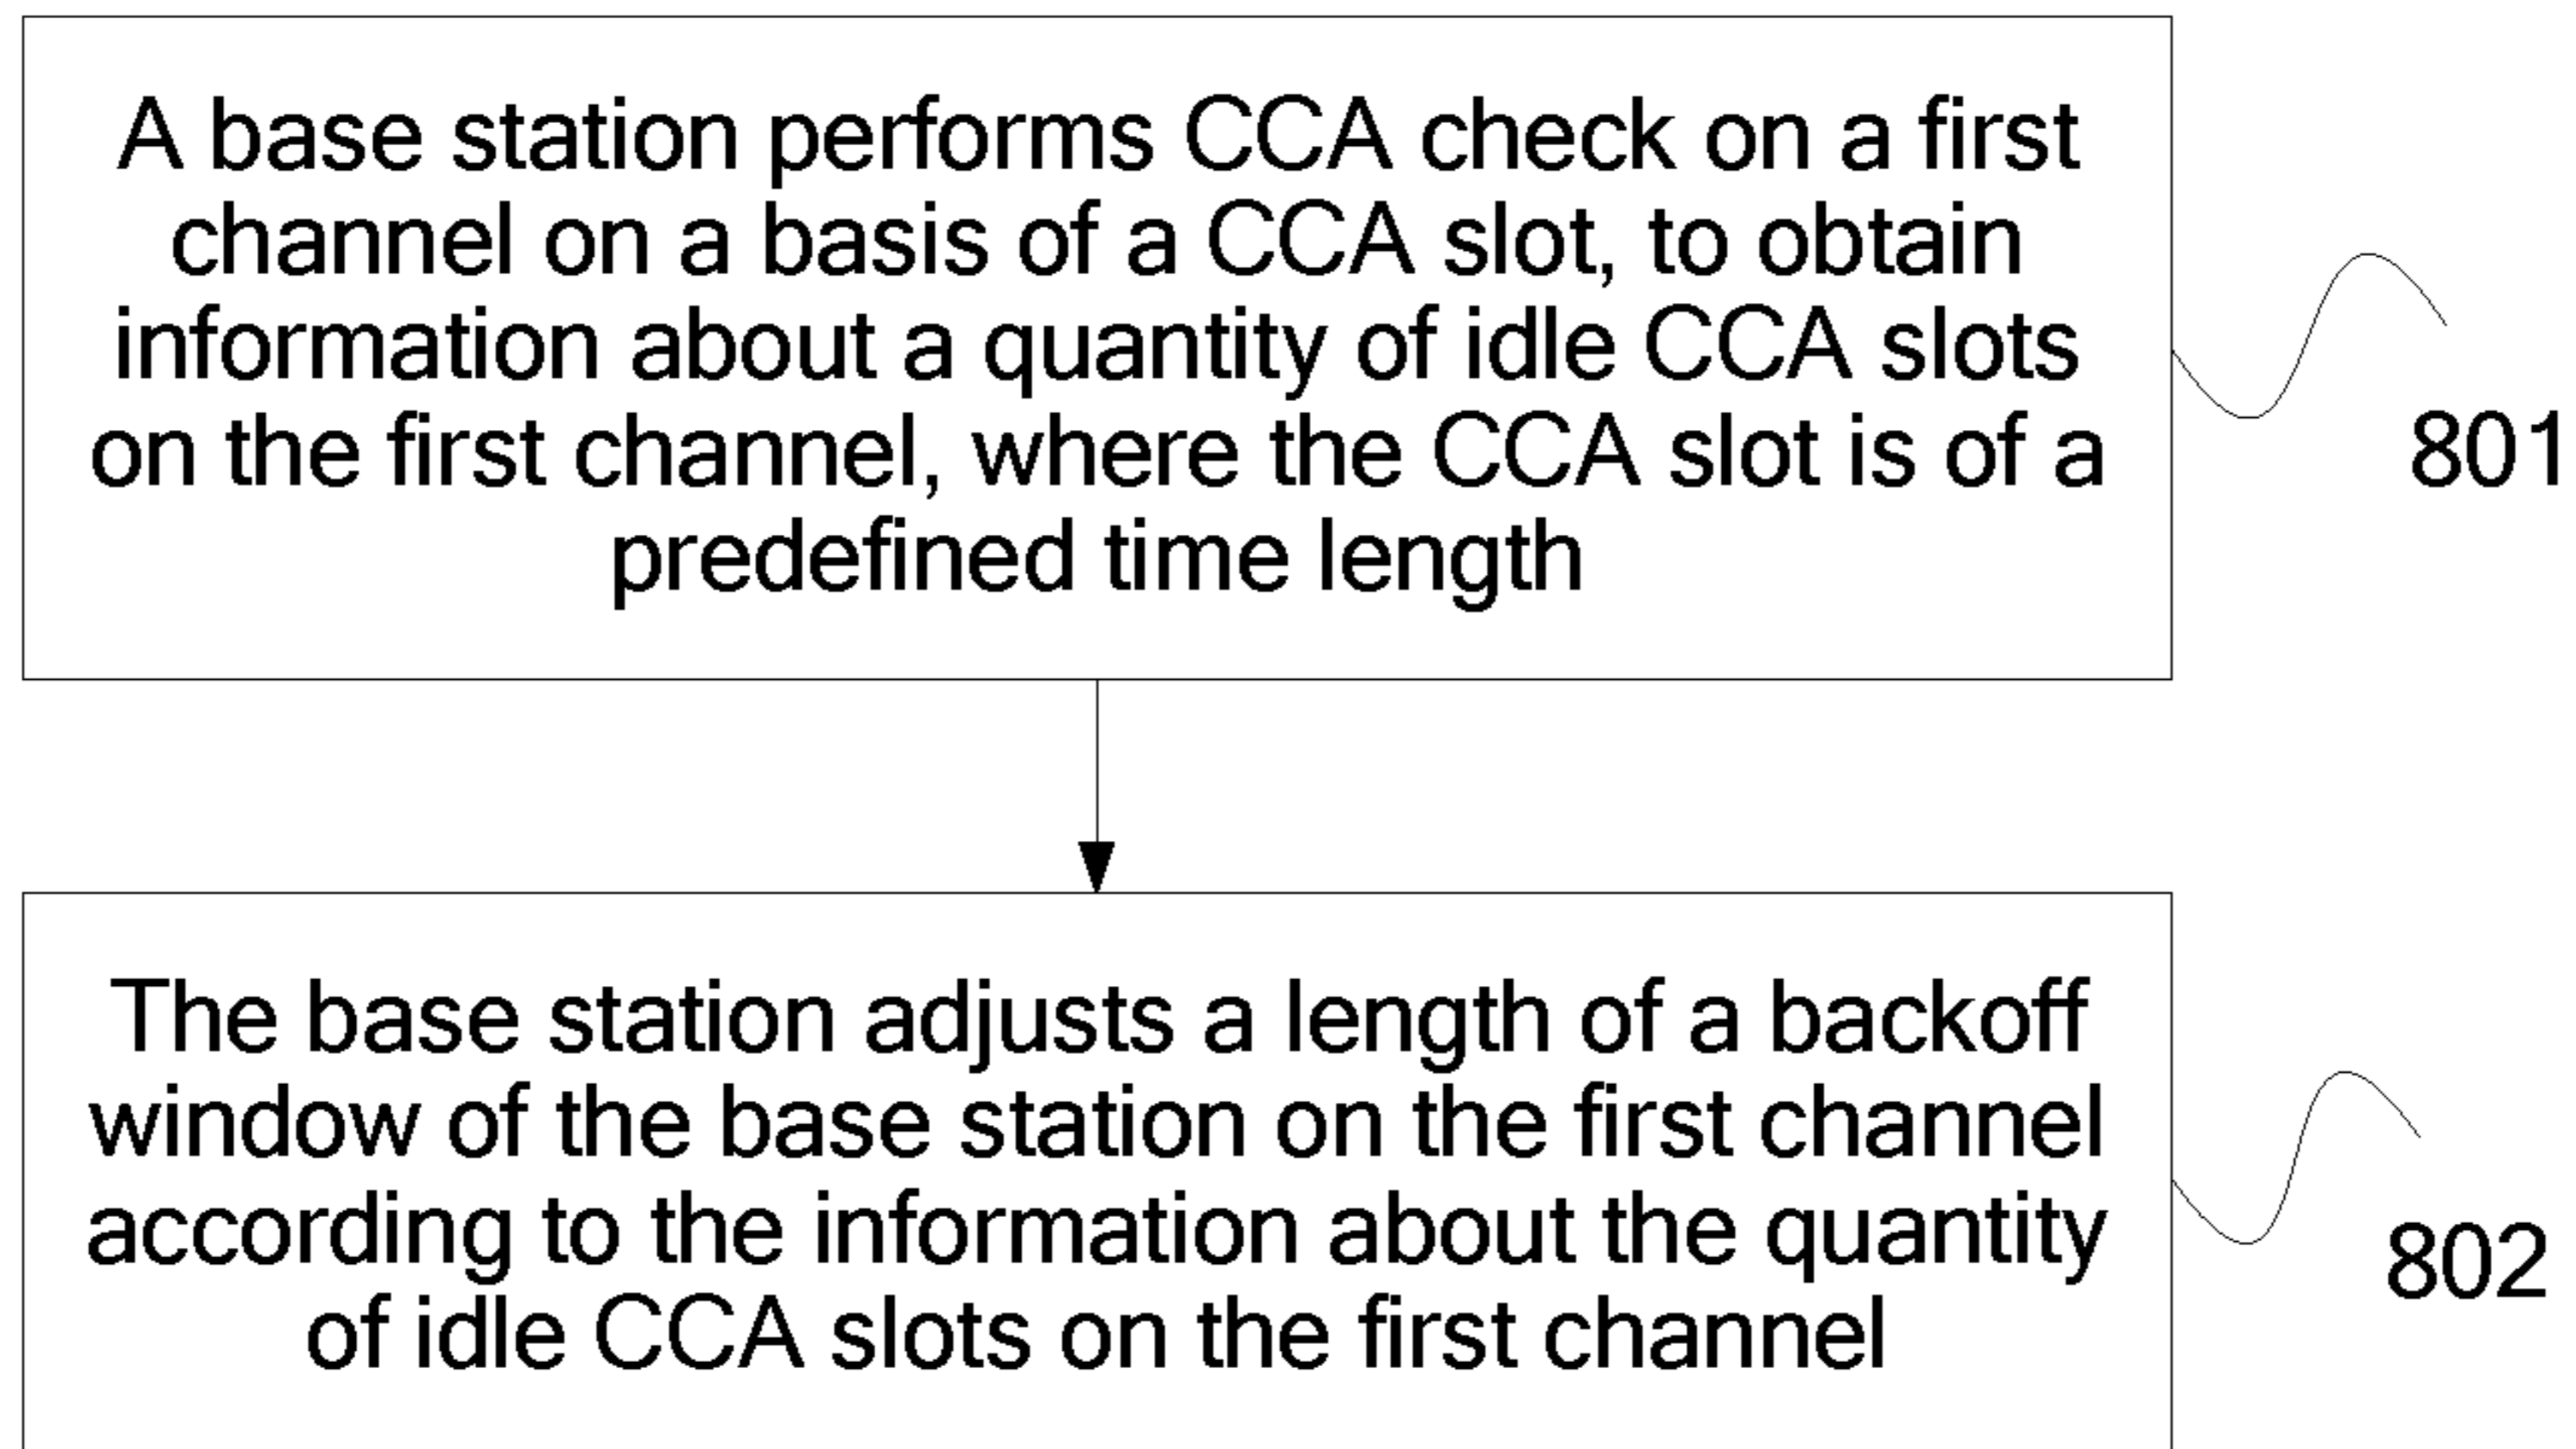 A base station performs CCA check on a first
channel on a basis of a CCA slot, to obtain
information about a quantity of idle CCA slots
on the first channel, where the CCA slot is of a
predefined time length
801
The base station adjusts a length of a backoff
window of the base station on the first channel
according to the information about the quantity
of idle CCA slots on the first channel
802